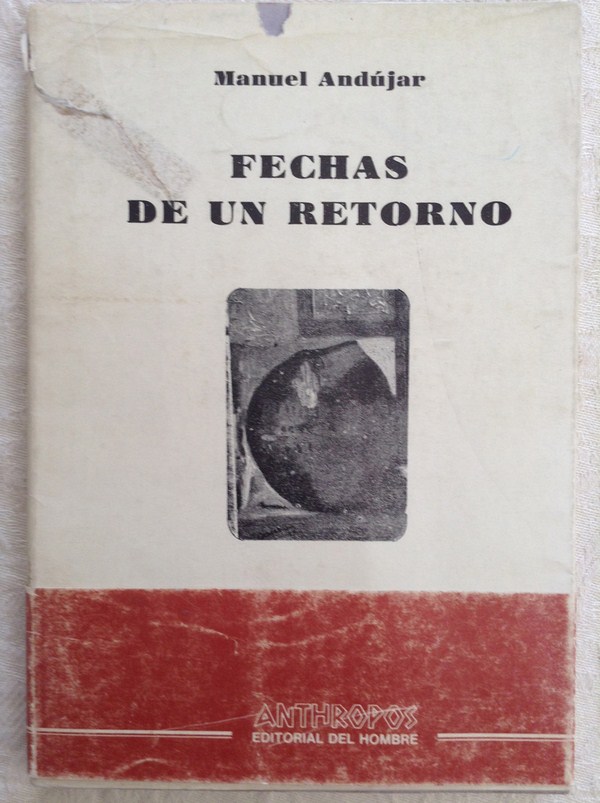 Manuel Andújar
FECHAS
DE UN RETORNO
ANTHROPOS
EDITORIAL DEL HOMBRE